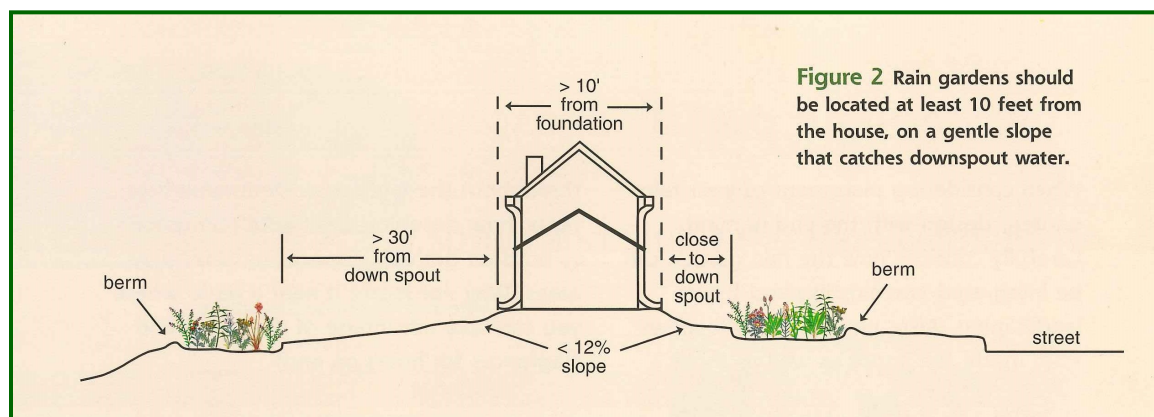 Figure 2 Rain gardens should
be located at least 10 feet from
the house, on a gentle slope
that catches downspout water.
> 10'
from
foundation
> 30'
from
down spout
close
to
down
spout
berm
berm
street
< 12%
slope